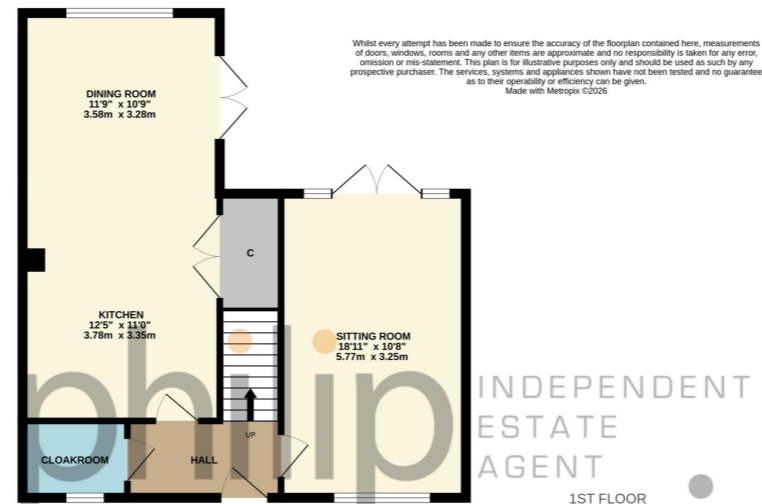 Whilst every attempt has been made to ensure the accuracy of the floorplan contained here, measurements
of doors, windows, rooms and any other items are approximate and no responsibility is taken for any error,
omission or mis-statement. This plan is for illustrative purposes only and should be used as such by any
prospective purchaser. The services, systems and appliances shown have not been tested and no guarantee
as to their operability or efficiency can be given.
Made with Metropix ©2026
DINING ROOM
11'9" x 10'9"
3.58m x 3.28m
C
KITCHEN
12'5" x 11'0"
3.78m x 3.35m
SITTING ROOM
18'11" x 10'8"
5.77m x 3.25m
philip
INDEPENDENT
ESTATE
AGENT
UP
CLOAKROOM
HALL
1ST FLOOR